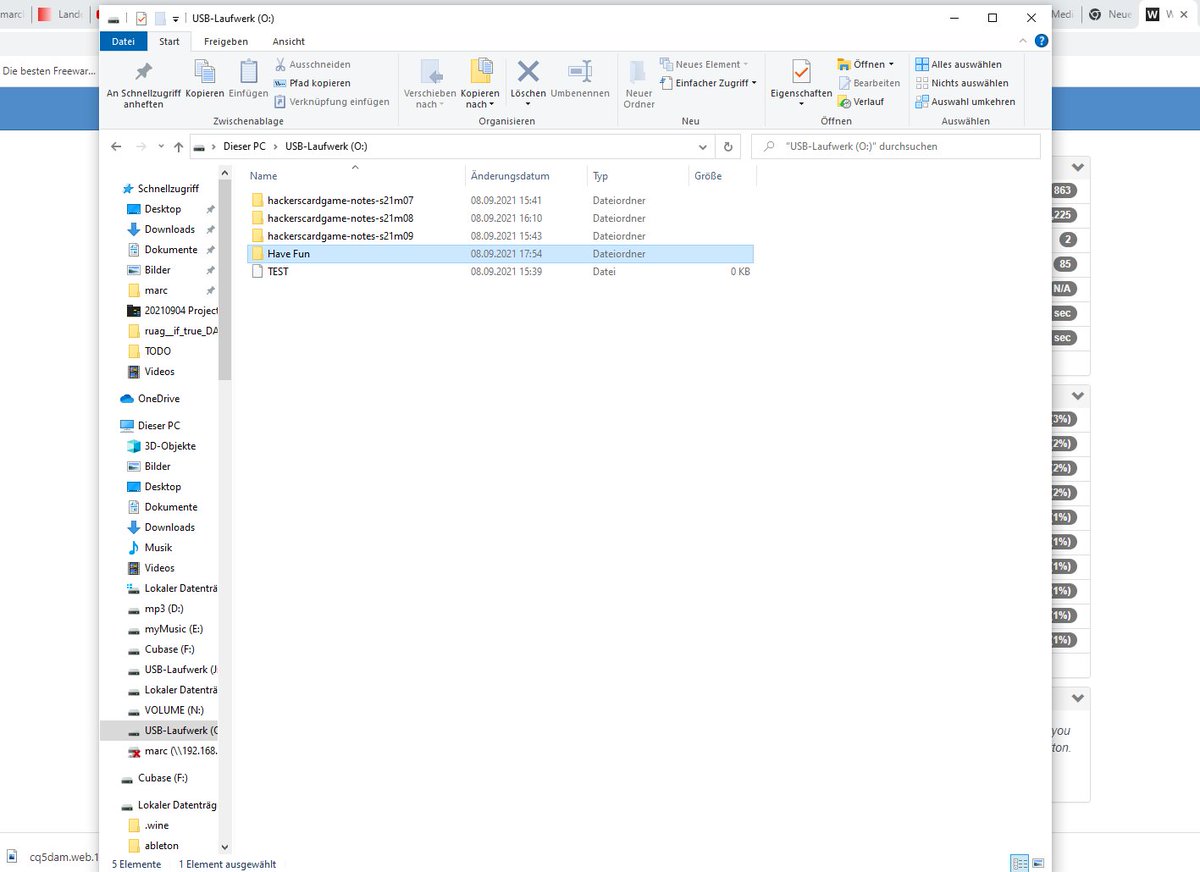 marc
Land
USB-Laufwerk (O:)
Medi
Neue
W
Datei
Start
Freigeben
Ansicht
Die besten Freewar...
An Schnellzugriff
anheften
Kopieren
Einfügen
Ausschneiden
Pfad kopieren
Verknüpfung einfügen
Zwischenablage
Verschieben
nach
Kopieren
nach
Löschen
Umbenennen
Organisieren
Neuer
Ordner
Neues Element
Einfacher Zugriff
Neu
Eigenschaften
Öffnen
Bearbeiten
Verlauf
Öffnen
Alles auswählen
Nichts auswählen
Auswahl umkehren
Auswählen
Dieser PC › USB-Laufwerk (O:)
"USB-Laufwerk (O:)" durchsuchen
Name Änderungsdatum Typ Größe
hackerscardgame-notes-s21m07 08.09.2021 15:41 Dateiordner
hackerscardgame-notes-s21m08 08.09.2021 16:10 Dateiordner
hackerscardgame-notes-s21m09 08.09.2021 15:43 Dateiordner
Have Fun 08.09.2021 17:54 Dateiordner
TEST 08.09.2021 15:39 Datei 0 KB
Schnellzugriff
Desktop
Downloads
Dokumente
Bilder
marc
20210904 Project
ruag__if_true_DA
TODO
Videos
OneDrive
Dieser PC
3D-Objekte
Bilder
Desktop
Dokumente
Downloads
Musik
Videos
Lokaler Datenträ
mp3 (D:)
myMusic (E:)
Cubase (F:)
USB-Laufwerk (J:
Lokaler Datenträ
VOLUME (N:)
USB-Laufwerk (O
marc (\\192.168.
Cubase (F:)
Lokaler Datenträg
.wine
ableton
5 Elemente 1 Element ausgewählt
863
,225
2
85
N/A
sec
sec
3%)
2%)
2%)
2%)
1%)
1%)
1%)
1%)
1%)
1%)
you
ton.
cq5dam.web.1